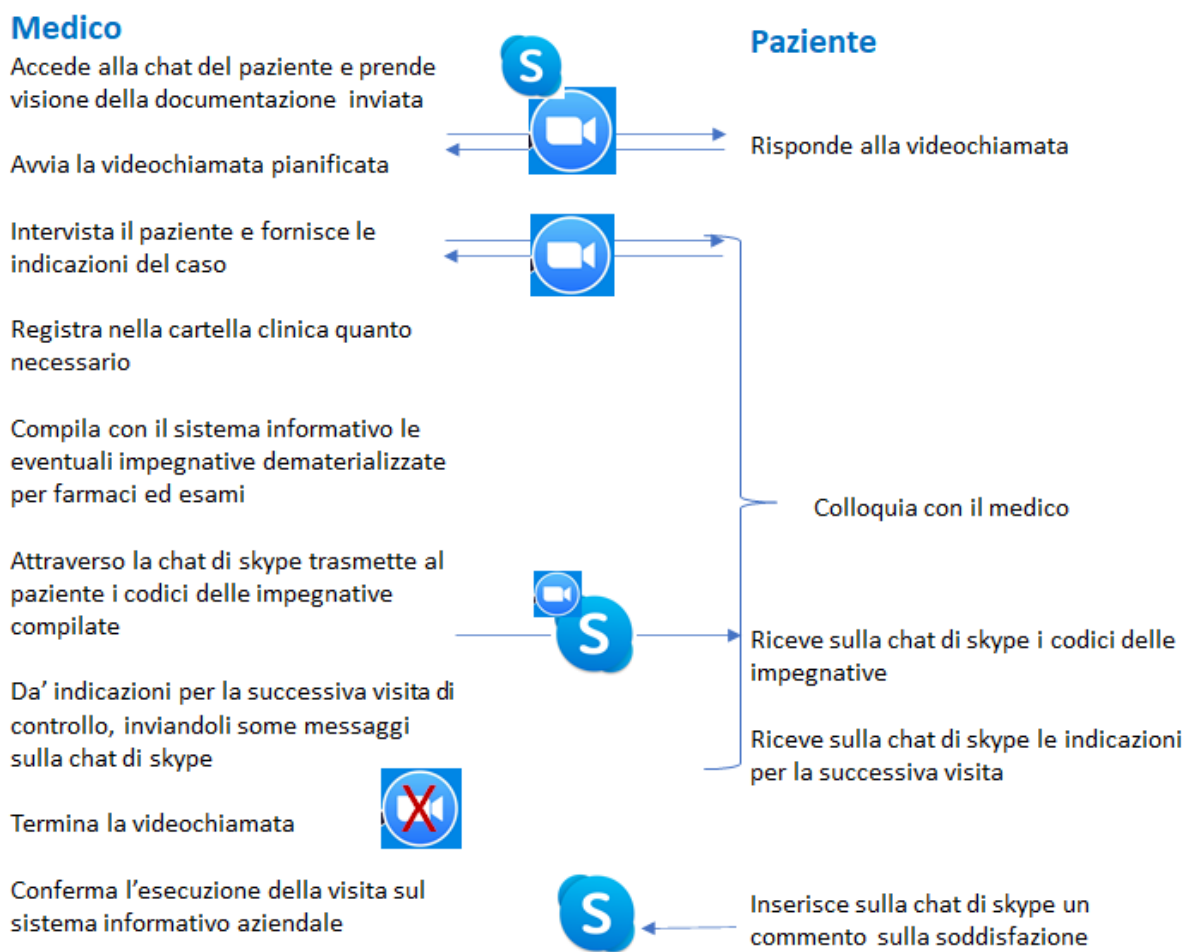 Medico
Accede alla chat del paziente e prende
visione della documentazione inviata
Avvia la videochiamata pianificata
Intervista il paziente e fornisce le
indicazioni del caso
Registra nella cartella clinica quanto
necessario
Compila con il sistema informativo le
eventuali impegnative dematerializzate
per farmaci ed esami
Attraverso la chat di skype trasmette al
paziente i codici delle impegnative
compilate
Da’ indicazioni per la successiva visita di
controllo, inviandoli some messaggi
sulla chat di skype
Termina la videochiamata
Conferma l’esecuzione della visita sul
sistema informativo aziendale
S
X
S
S
Paziente
Risponde alla videochiamata
Colloquia con il medico
Riceve sulla chat di skype i codici delle
impegnative
Riceve sulla chat di skype le indicazioni
per la successiva visita
Inserisce sulla chat di skype un
commento sulla soddisfazione